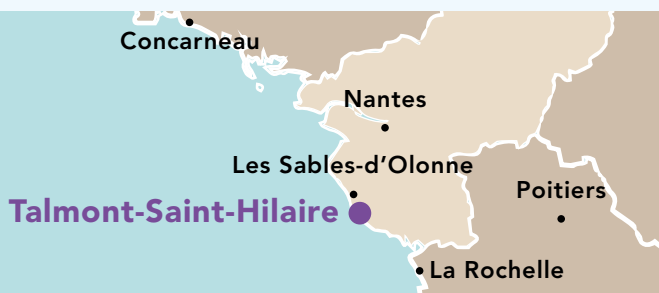 Concarneau
Nantes
Les Sables-d'Olonne
Poitiers
Talmont-Saint-Hilaire
La Rochelle